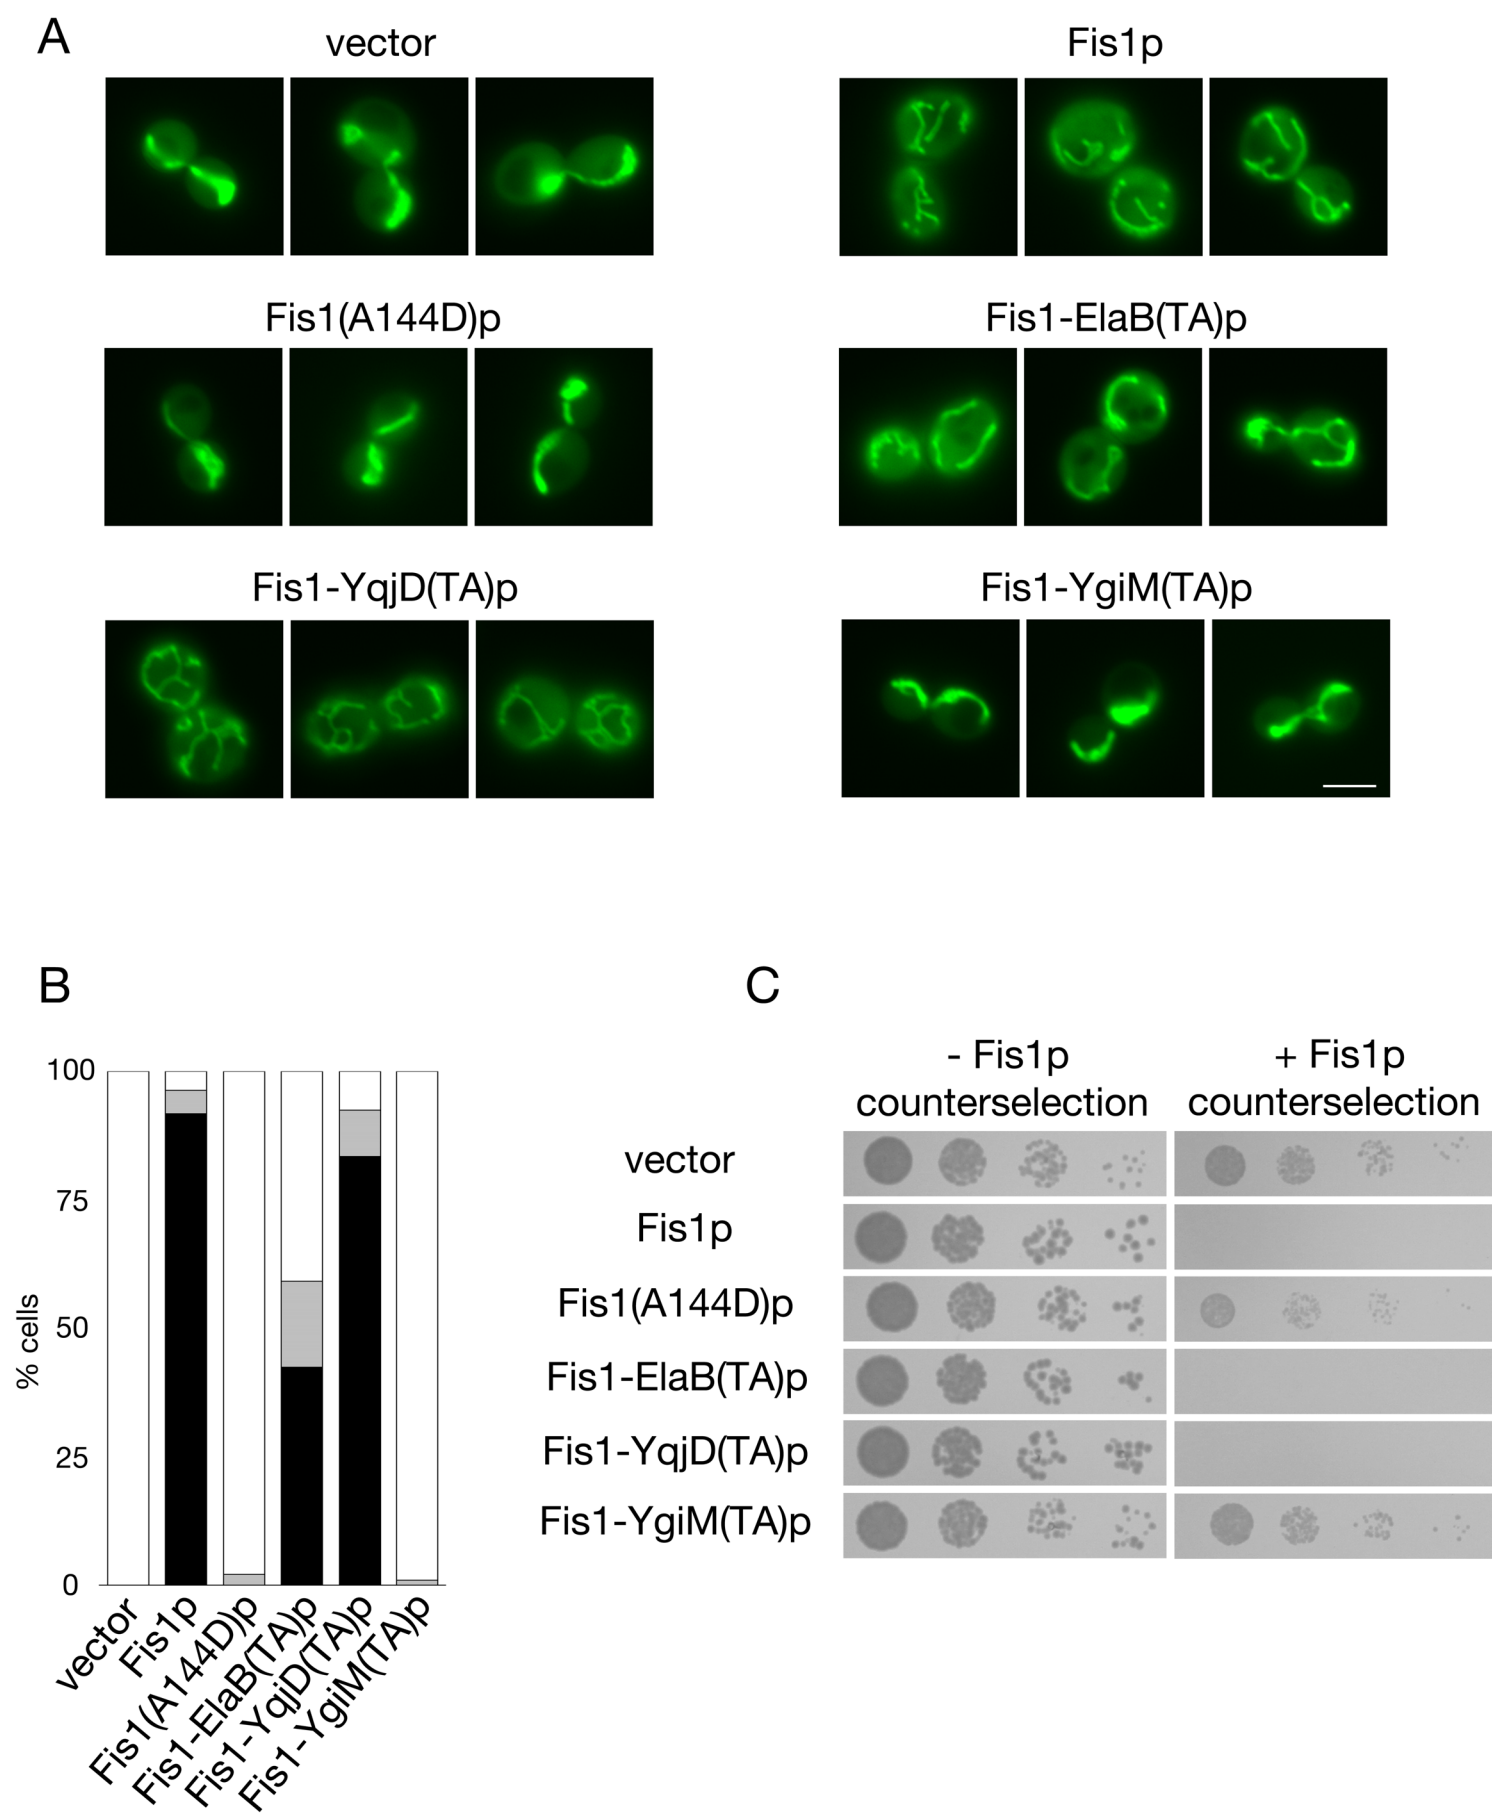 A
vector
Fis1p
Fis1(A144D)p
Fis1-ElaB(TA)p
Fis1-YqjD(TA)p
Fis1-YgiM(TA)p
B
100
75
50
25
0
% cells
vector
Fis1p
Fis1(A144D)p
Fis1-ElaB(TA)p
Fis1-YqjD(TA)p
Fis1-YgiM(TA)p
C
- Fis1p
counterselection
+ Fis1p
counterselection
vector
Fis1p
Fis1(A144D)p
Fis1-ElaB(TA)p
Fis1-YqjD(TA)p
Fis1-YgiM(TA)p